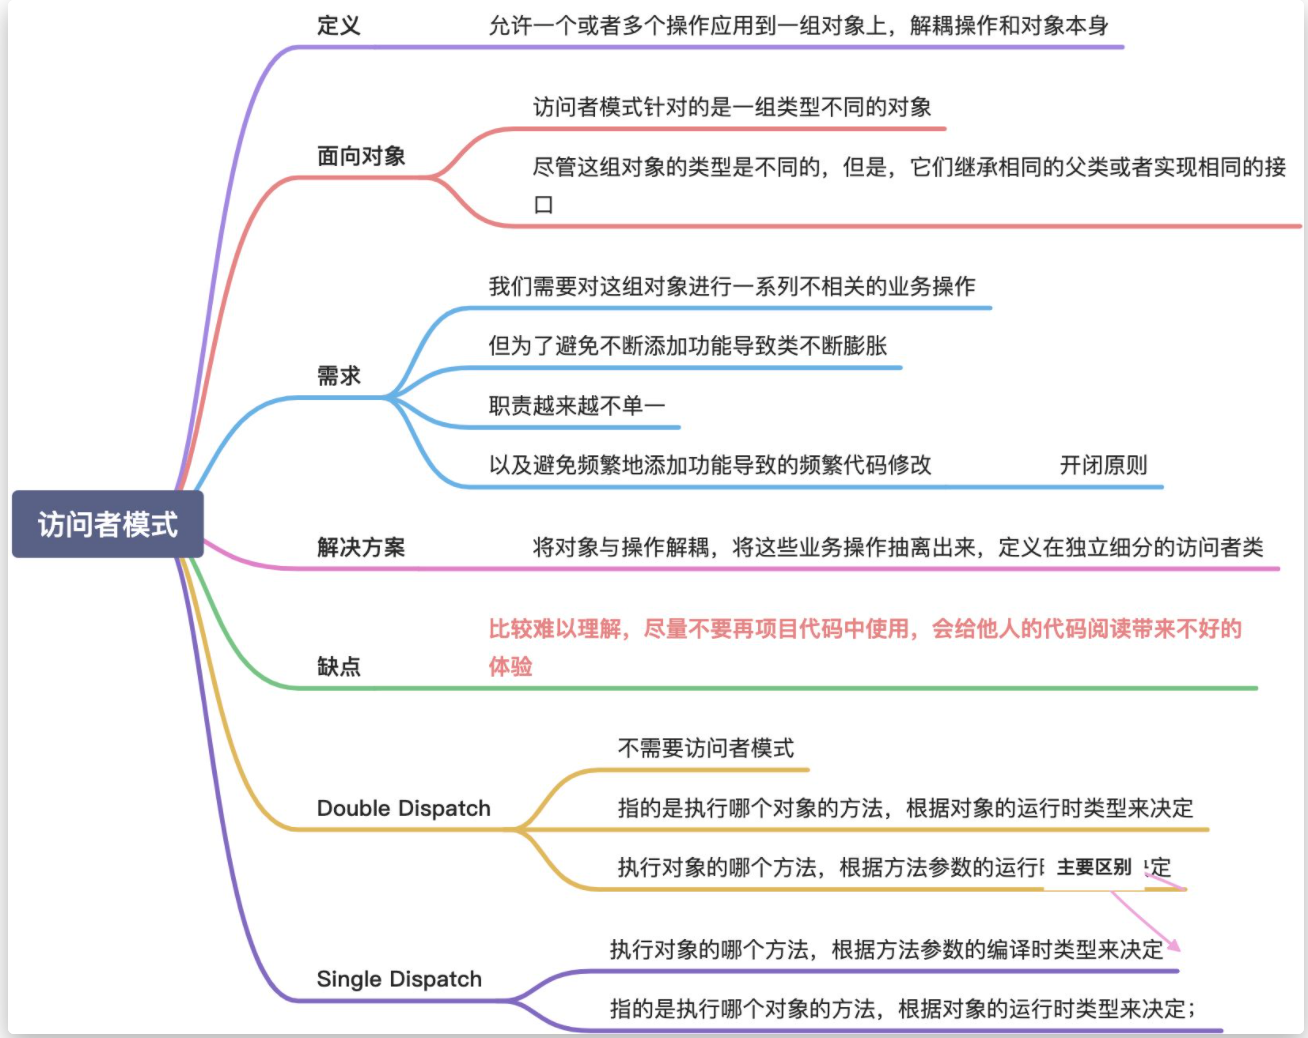 定义
允许一个或者多个操作应用到一组对象上，解耦操作和对象本身
访问者模式针对的是一组类型不同的对象
面向对象
尽管这组对象的类型是不同的，但是，它们继承相同的父类或者实现相同的接
口
我们需要对这组对象进行一系列不相关的业务操作
但为了避免不断添加功能导致类不断膨胀
需求
职责越来越不单一
以及避免频繁地添加功能导致的频繁代码修改
开闭原则
访问者模式
解决方案
将对象与操作解耦，将这些业务操作抽离出来，定义在独立细分的访问者类
比较难以理解，尽量不要再项目代码中使用，会给他人的代码阅读带来不好的
体验
缺点
不需要访问者模式
Double Dispatch
指的是执行哪个对象的方法，根据对象的运行时类型来决定
执行对象的哪个方法，根据方法参数的运行
主要区别
定
执行对象的哪个方法，根据方法参数的编译时类型来决定
Single Dispatch
指的是执行哪个对象的方法，根据对象的运行时类型来决定；